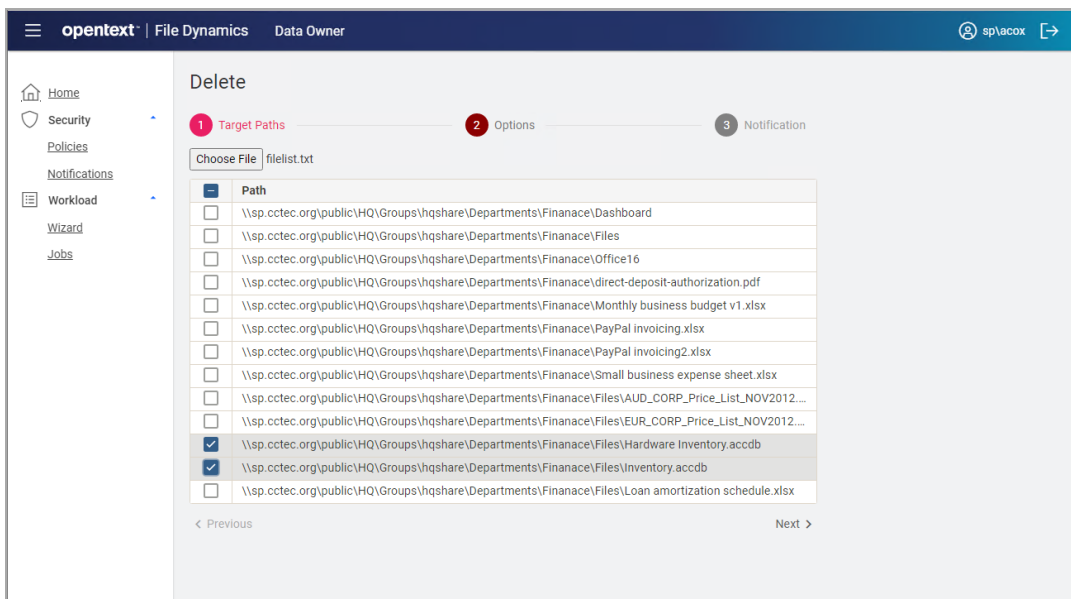 opentext™ | File Dynamics Data Owner sp\acox
Home
Security
Policies
Notifications
Workload
Wizard
Jobs
Delete
1 Target Paths 2 Options 3 Notification
Choose File filelist.txt
Path
\\sp.cctec.org\public\HQ\Groups\hqshare\Departments\Finanace\Dashboard
\\sp.cctec.org\public\HQ\Groups\hqshare\Departments\Finanace\Files
\\sp.cctec.org\public\HQ\Groups\hqshare\Departments\Finanace\Office16
\\sp.cctec.org\public\HQ\Groups\hqshare\Departments\Finanace\direct-deposit-authorization.pdf
\\sp.cctec.org\public\HQ\Groups\hqshare\Departments\Finanace\Monthly business budget v1.xlsx
\\sp.cctec.org\public\HQ\Groups\hqshare\Departments\Finanace\PayPal invoicing.xlsx
\\sp.cctec.org\public\HQ\Groups\hqshare\Departments\Finanace\PayPal invoicing2.xlsx
\\sp.cctec.org\public\HQ\Groups\hqshare\Departments\Finanace\Small business expense sheet.xlsx
\\sp.cctec.org\public\HQ\Groups\hqshare\Departments\Finanace\Files\AUD_CORP_Price_List_NOV2012....
\\sp.cctec.org\public\HQ\Groups\hqshare\Departments\Finanace\Files\EUR_CORP_Price_List_NOV2012....
\\sp.cctec.org\public\HQ\Groups\hqshare\Departments\Finanace\Files\Hardware Inventory.accdb
\\sp.cctec.org\public\HQ\Groups\hqshare\Departments\Finanace\Files\Inventory.accdb
\\sp.cctec.org\public\HQ\Groups\hqshare\Departments\Finanace\Files\Loan amortization schedule.xlsx
< Previous Next >